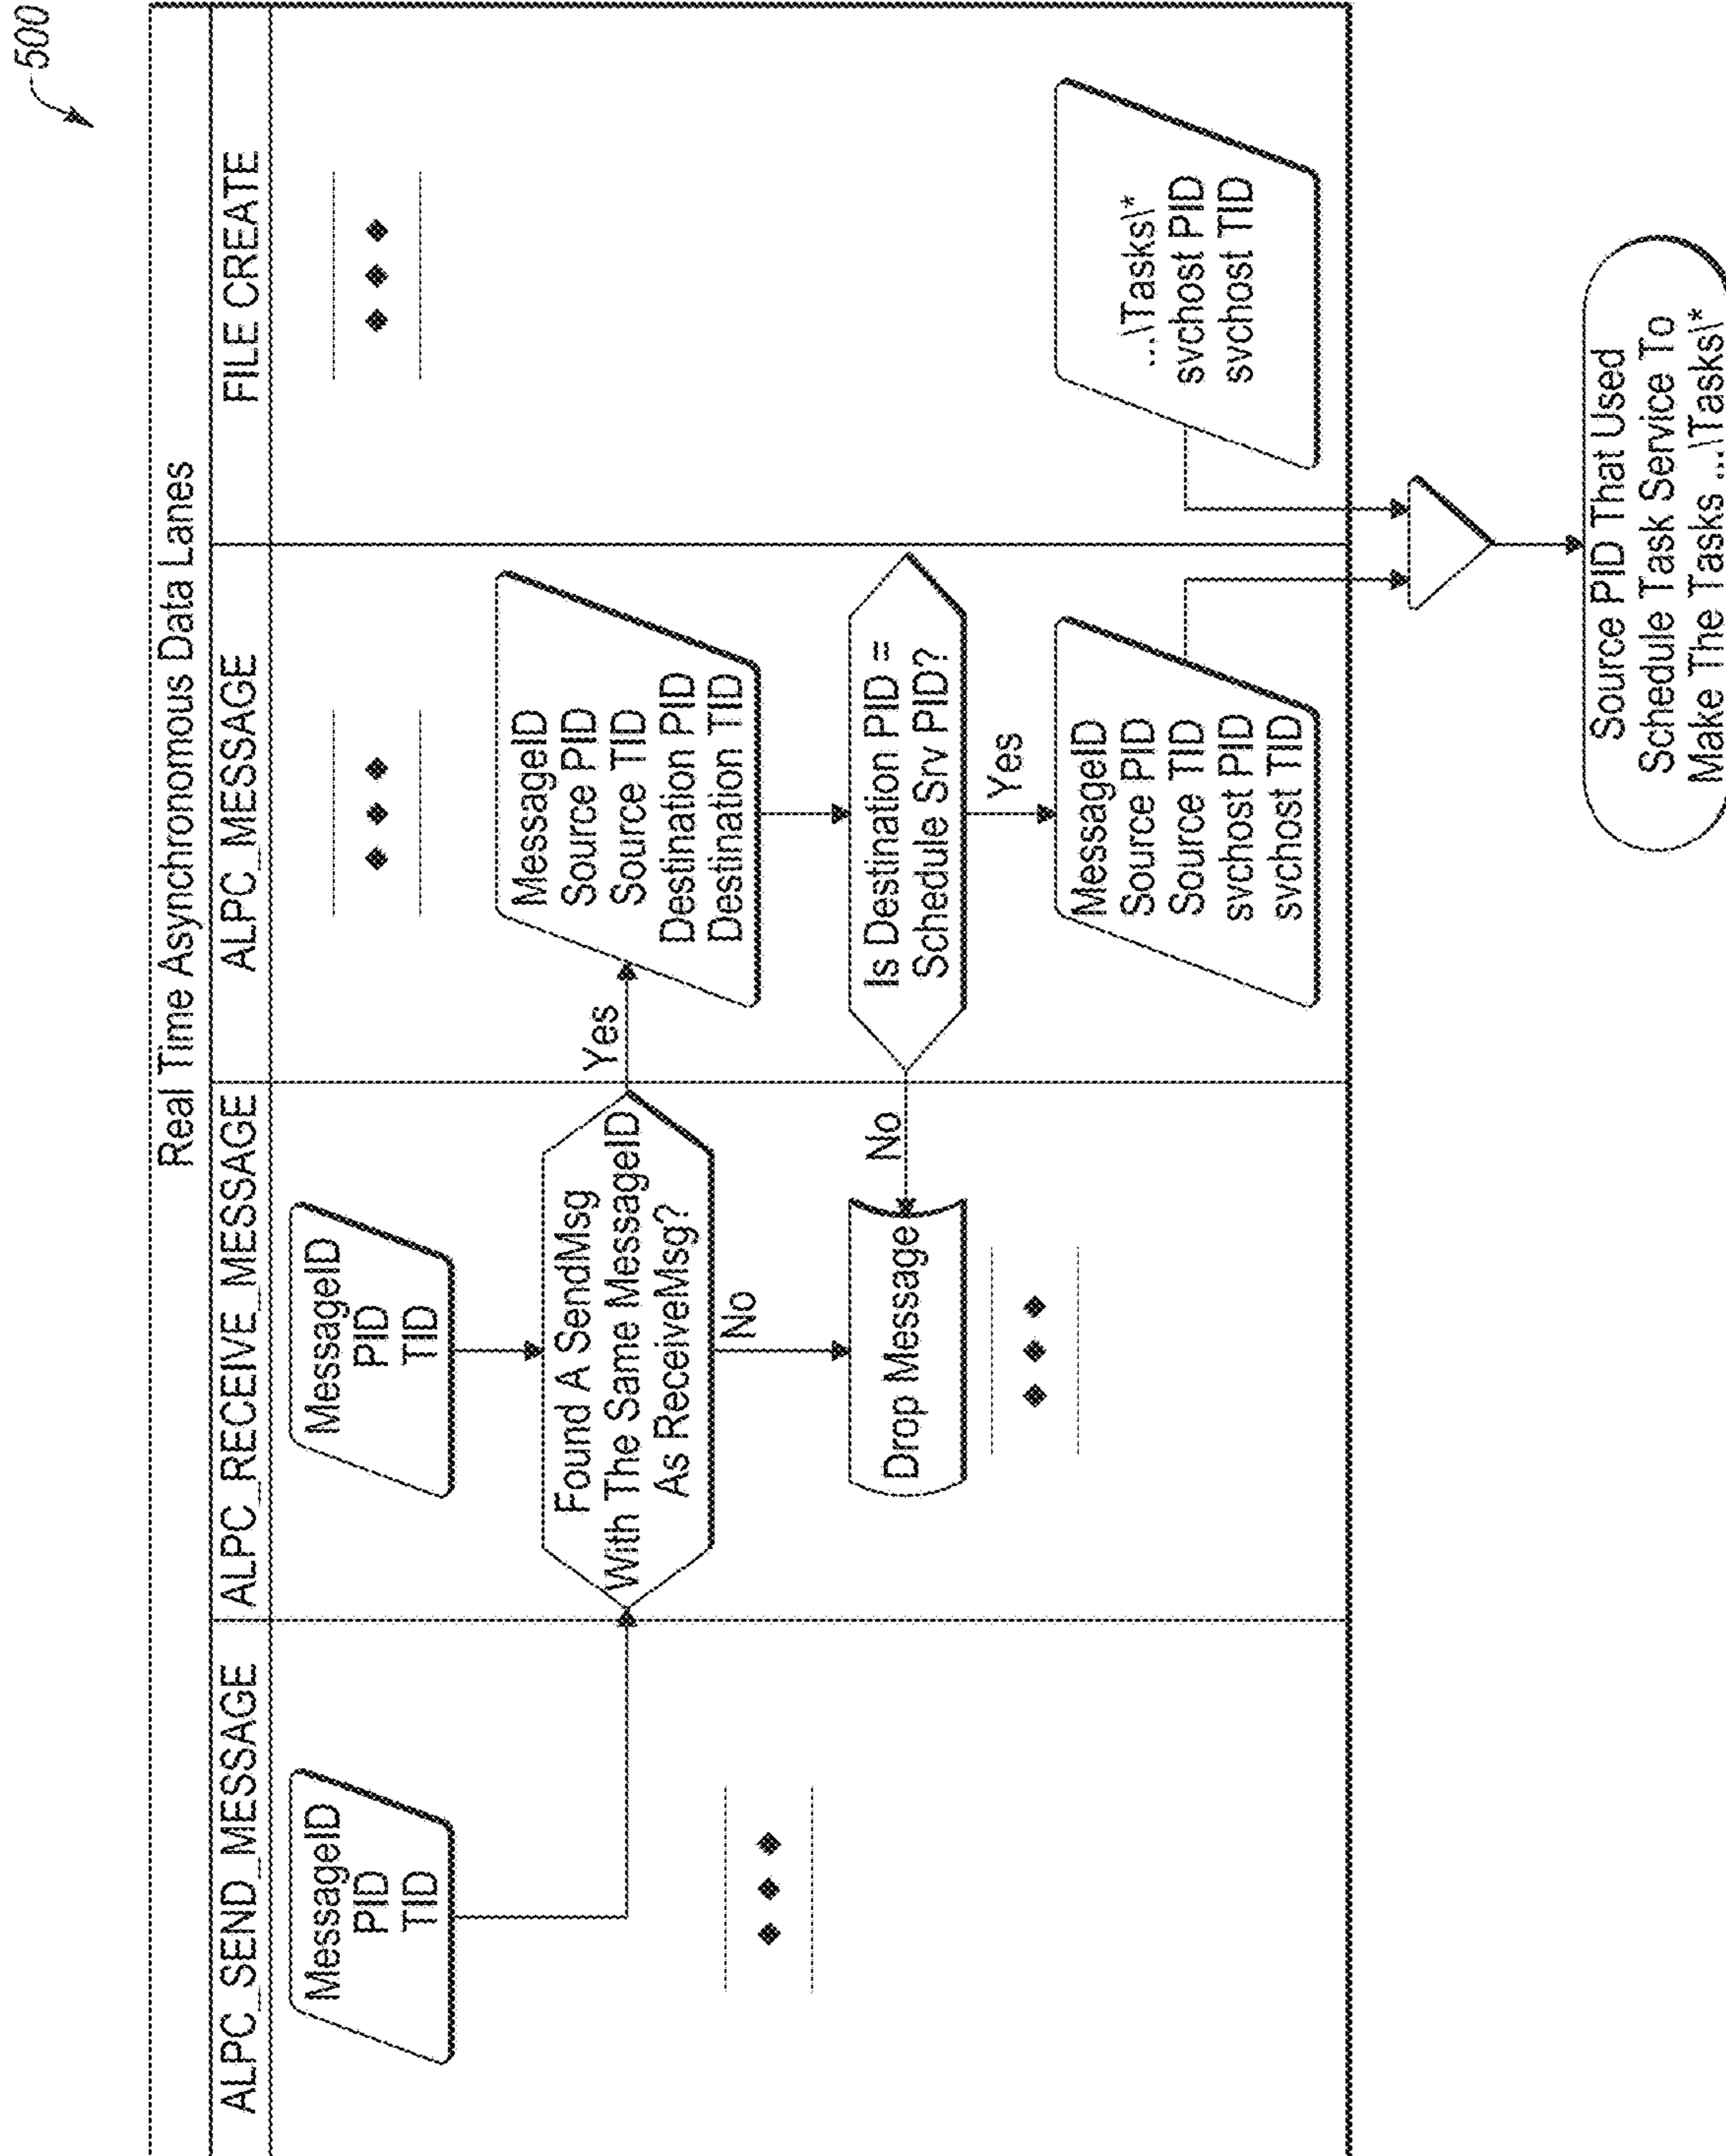 500
Real Time Asynchronomous Data Lanes
ALPC_SEND_MESSAGE
ALPC_RECEIVE_MESSAGE
ALPC_MESSAGE
FILE CREATE
MessageID
PID
TID
MessageID
PID
TID
Found A SendMsg
With The Same MessageID
As ReceiveMsg?
Yes
No
Drop Message
MessageID
Source PID
Source TID
Destination PID
Destination TID
Is Destination PID =
Schedule Srv PID?
No
Yes
MessageID
Source PID
Source TID
svchost PID
svchost TID
...\Tasks\*
svchost PID
svchost TID
Source PID That Used
Schedule Task Service To
Make The Tasks ...\Tasks\*